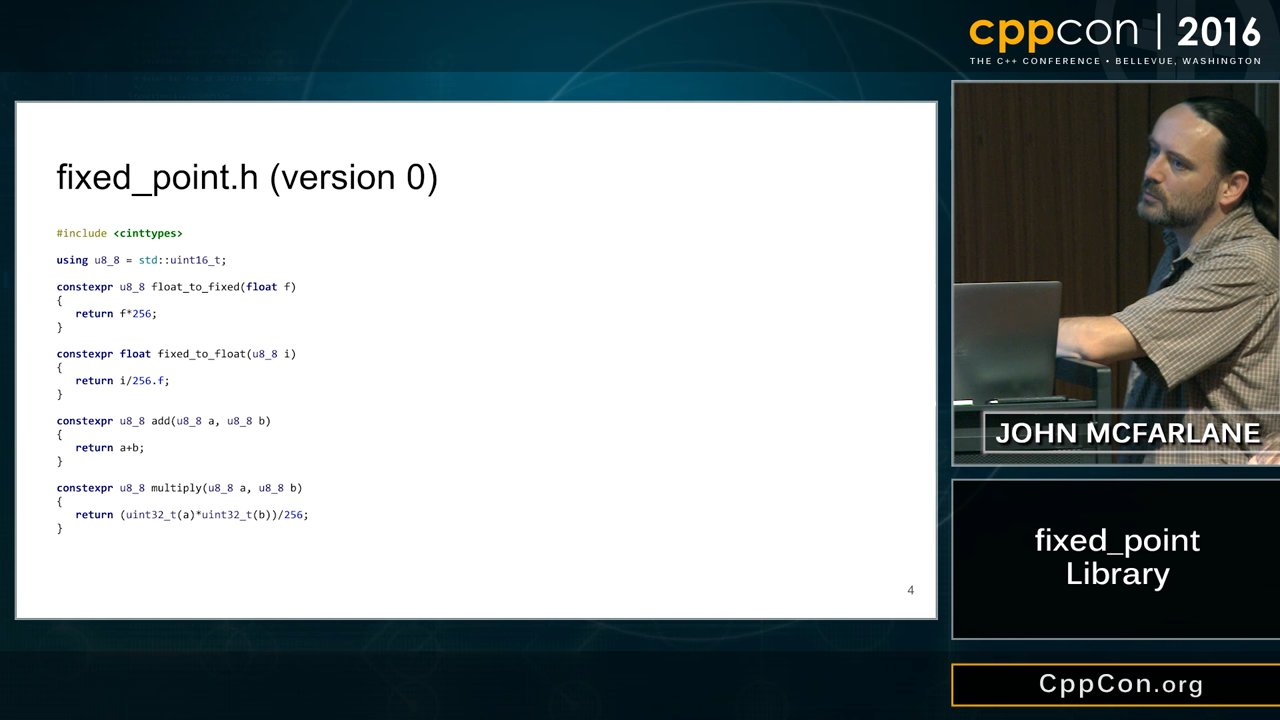 cppcon | 2016
THE C++ CONFERENCE • BELLEVUE, WASHINGTON
fixed_point.h (version 0)
#include <cinttypes>
using u8_8 = std::uint16_t;
constexpr u8_8 float_to_fixed(float f)
{
   return f*256;
}
constexpr float fixed_to_float(u8_8 i)
{
   return i/256.f;
}
constexpr u8_8 add(u8_8 a, u8_8 b)
{
   return a+b;
}
constexpr u8_8 multiply(u8_8 a, u8_8 b)
{
   return (uint32_t(a)*uint32_t(b))/256;
}
4
JOHN MCFARLANE
fixed_point
Library
CppCon.org